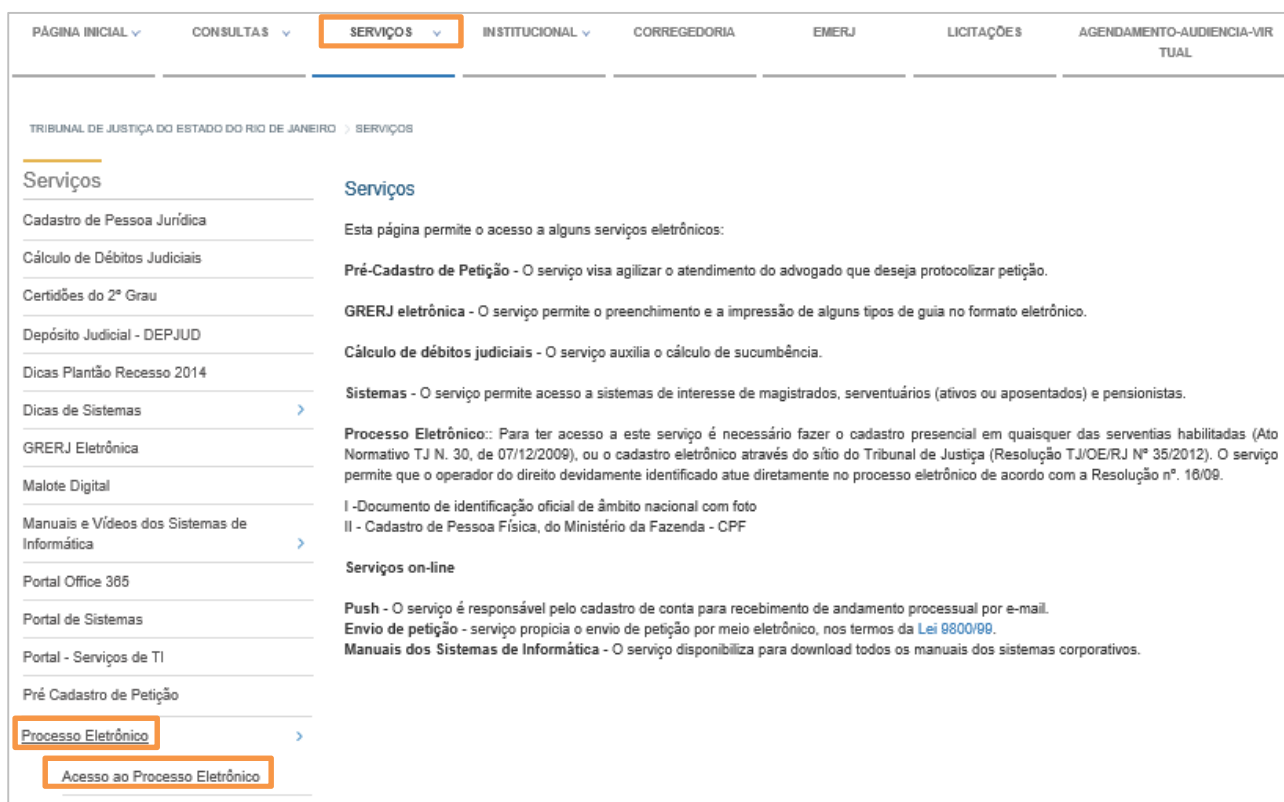 PÁGINA INICIAL
CONSULTAS
SERVIÇOS
INSTITUCIONAL
CORREGEDORIA
EMERJ
LICITAÇÕES
AGENDAMENTO-AUDIENCIA-VIR
TUAL
TRIBUNAL DE JUSTIÇA DO ESTADO DO RIO DE JANEIRO > SERVIÇOS
Serviços
Cadastro de Pessoa Jurídica
Cálculo de Débitos Judiciais
Certidões do 2º Grau
Depósito Judicial - DEPJUD
Dicas Plantão Recesso 2014
Dicas de Sistemas
GRERJ Eletrônica
Malote Digital
Manuais e Vídeos dos Sistemas de
Informática
Portal Office 365
Portal de Sistemas
Portal - Serviços de TI
Pré Cadastro de Petição
Processo Eletrônico
Acesso ao Processo Eletrônico
Serviços
Esta página permite o acesso a alguns serviços eletrônicos:
Pré-Cadastro de Petição - O serviço visa agilizar o atendimento do advogado que deseja protocolizar petição.
GRERJ eletrônica - O serviço permite o preenchimento e a impressão de alguns tipos de guia no formato eletrônico.
Cálculo de débitos judiciais - O serviço auxilia o cálculo de sucumbência.
Sistemas - O serviço permite acesso a sistemas de interesse de magistrados, serventuários (ativos ou aposentados) e pensionistas.
Processo Eletrônico:: Para ter acesso a este serviço é necessário fazer o cadastro presencial em quaisquer das serventias habilitadas (Ato
Normativo TJ N. 30, de 07/12/2009), ou o cadastro eletrônico através do sítio do Tribunal de Justiça (Resolução TJ/OE/RJ Nº 35/2012). O serviço
permite que o operador do direito devidamente identificado atue diretamente no processo eletrônico de acordo com a Resolução nº. 16/09.
I -Documento de identificação oficial de âmbito nacional com foto
II - Cadastro de Pessoa Física, do Ministério da Fazenda - CPF
Serviços on-line
Push - O serviço é responsável pelo cadastro de conta para recebimento de andamento processual por e-mail.
Envio de petição - serviço propicia o envio de petição por meio eletrônico, nos termos da Lei 9800/99.
Manuais dos Sistemas de Informática - O serviço disponibiliza para download todos os manuais dos sistemas corporativos.